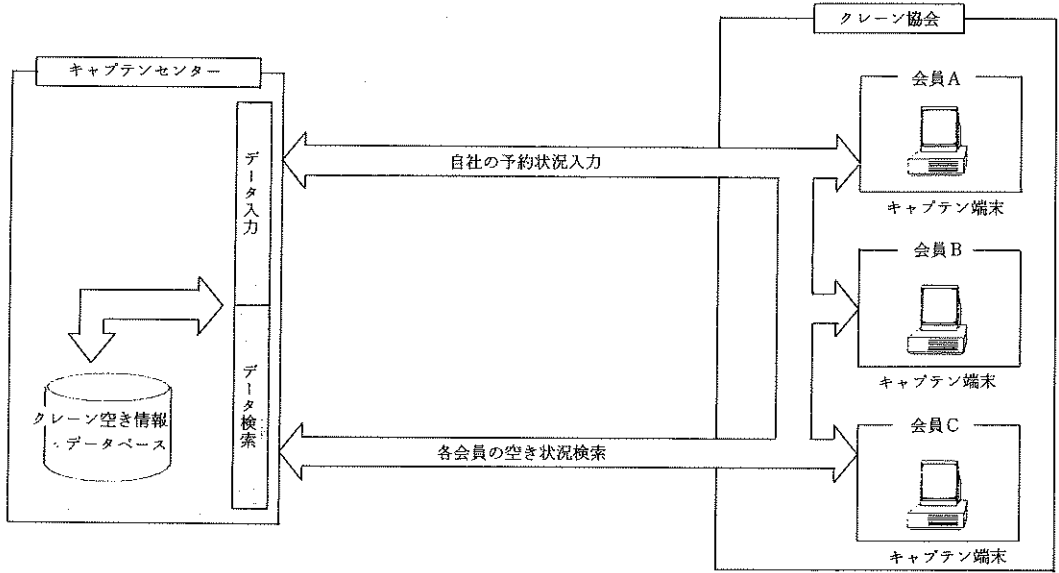 クレーン協会
キャプテンセンター
会員A
データ入力
自社の予約状況入力
キャプテン端末
会員B
キャプテン端末
データ検索
クレーン空き情報
データベース
会員C
各会員の空き状況検索
キャプテン端末